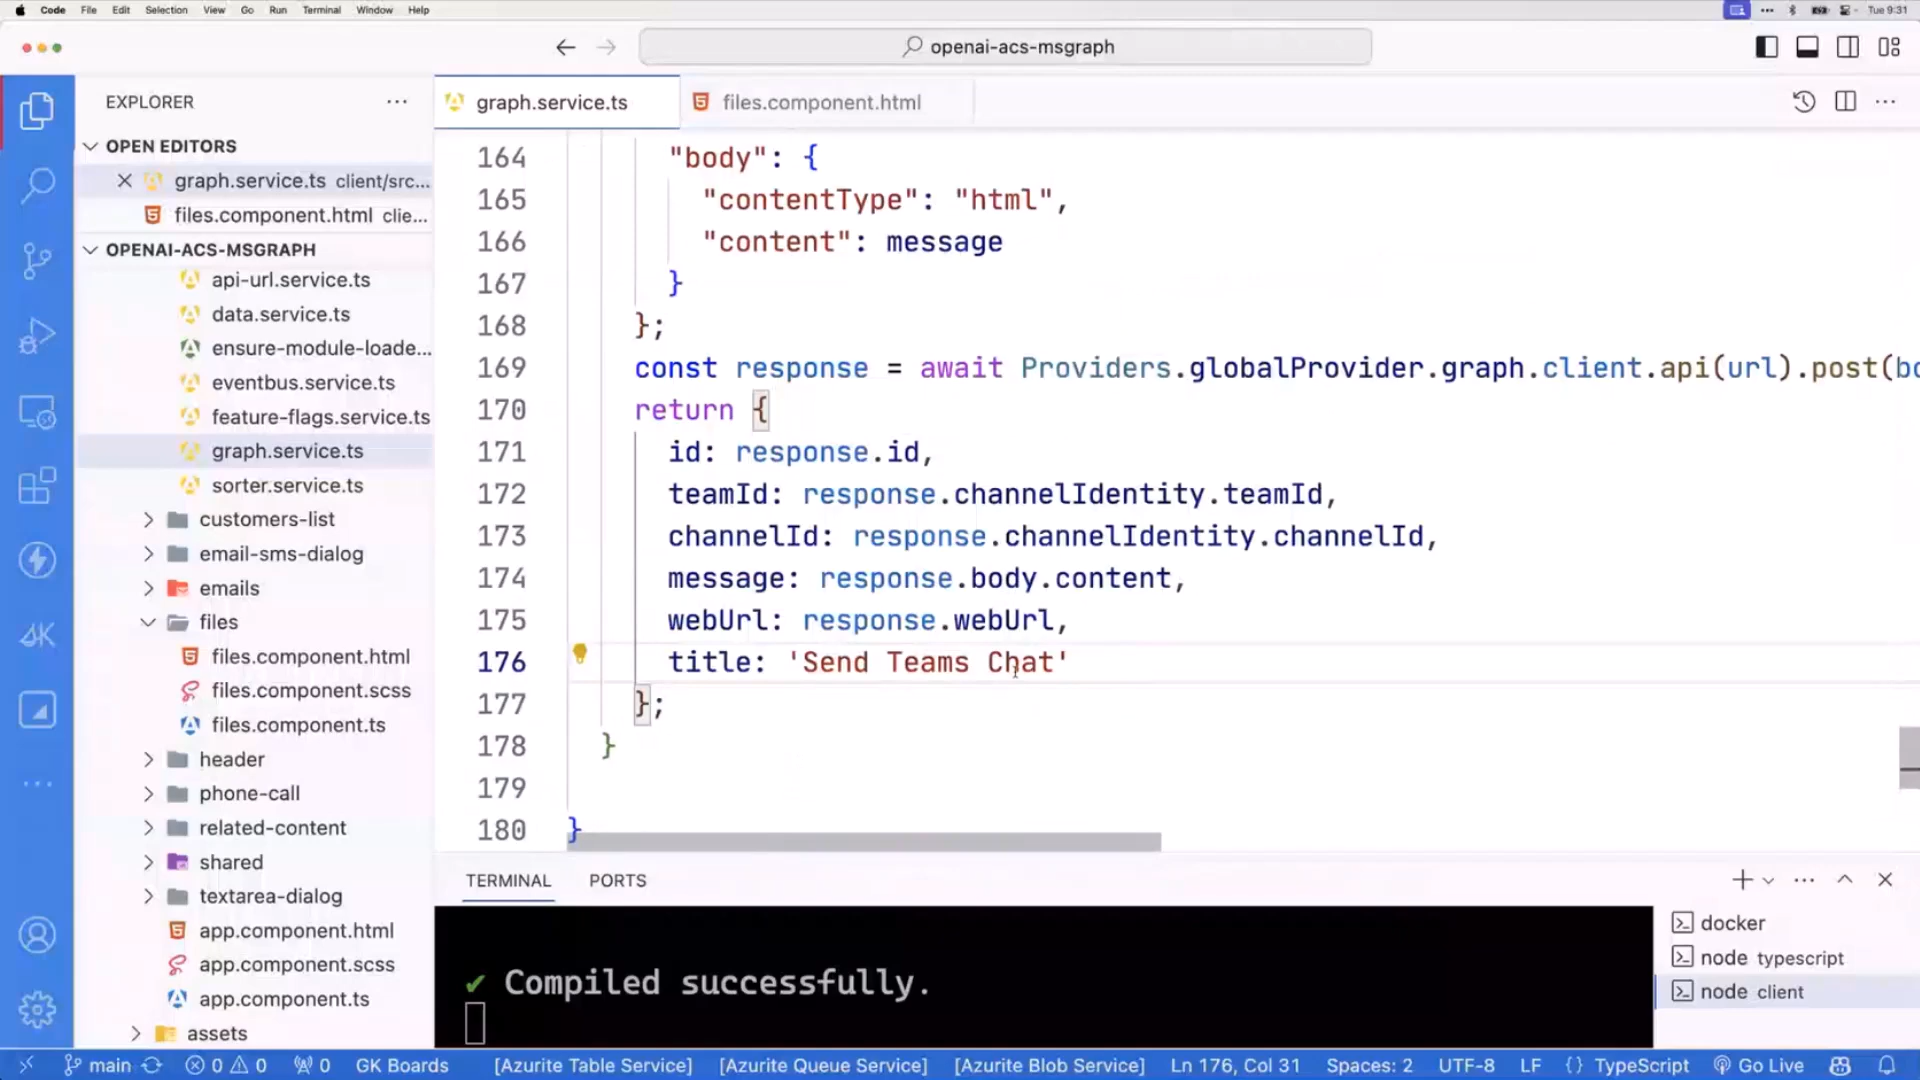 Code File Edit Selection View Go Run Terminal Window Help Tue 9:31
openai-acs-msgraph
EXPLORER
graph.service.ts files.component.html
OPEN EDITORS
graph.service.ts client/src...
files.component.html clie...
OPENAI-ACS-MSGRAPH
api-url.service.ts
data.service.ts
ensure-module-loade...
eventbus.service.ts
feature-flags.service.ts
graph.service.ts
sorter.service.ts
customers-list
email-sms-dialog
emails
files
files.component.html
files.component.scss
files.component.ts
header
phone-call
related-content
shared
textarea-dialog
app.component.html
app.component.scss
app.component.ts
assets
164 "body": {
165 "contentType": "html",
166 "content": message
167 }
168 };
169 const response = await Providers.globalProvider.graph.client.api(url).post(bo
170 return {
171 id: response.id,
172 teamId: response.channelIdentity.teamId,
173 channelId: response.channelIdentity.channelId,
174 message: response.body.content,
175 webUrl: response.webUrl,
176 title: 'Send Teams Chat'
177 };
178 }
179
180 }
TERMINAL PORTS
✔ Compiled successfully.
docker
node typescript
node client
main 0 0 0 GK Boards [Azurite Table Service] [Azurite Queue Service] [Azurite Blob Service] Ln 176, Col 31 Spaces: 2 UTF-8 LF {} TypeScript Go Live